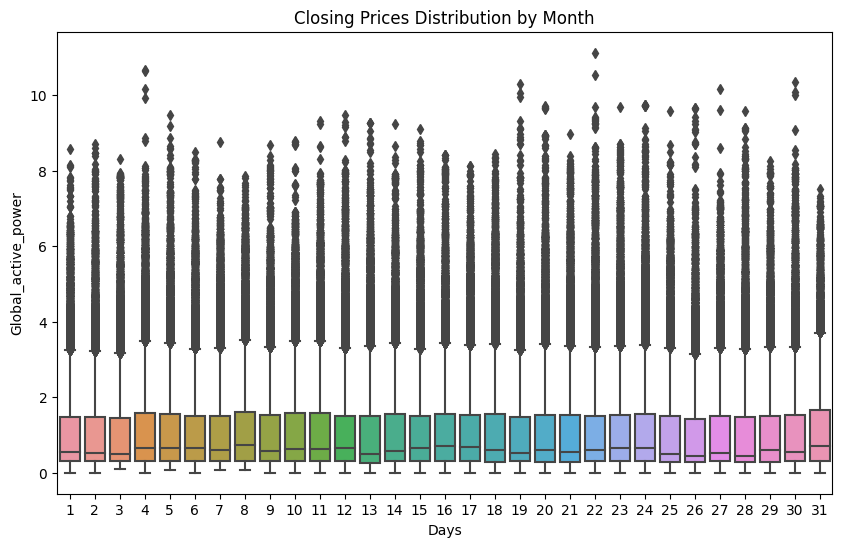 Closing Prices Distribution by Month
Global_active_power
10
8
6
4
2
0
1 2 3 4 5 6 7 8 9 10 11 12 13 14 15 16 17 18 19 20 21 22 23 24 25 26 27 28 29 30 31
Days